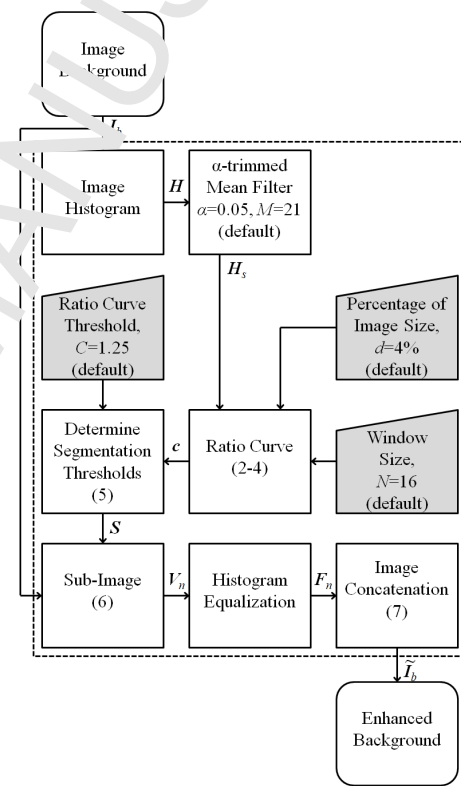 Image
I_b
Image
Histogram
H
α-trimmed
Mean Filter
α=0.05, M=21
(default)
H_s
Ratio Curve
Threshold,
C=1.25
(default)
Percentage of
Image Size,
d=4%
(default)
Determine
Segmentation
Thresholds
(5)
c
Ratio Curve
(2-4)
Window
Size,
N=16
(default)
S
Sub-Image
(6)
V_n
Histogram
Equalization
F_n
Image
Concatenation
(7)
Ĩ_b
Enhanced
Background